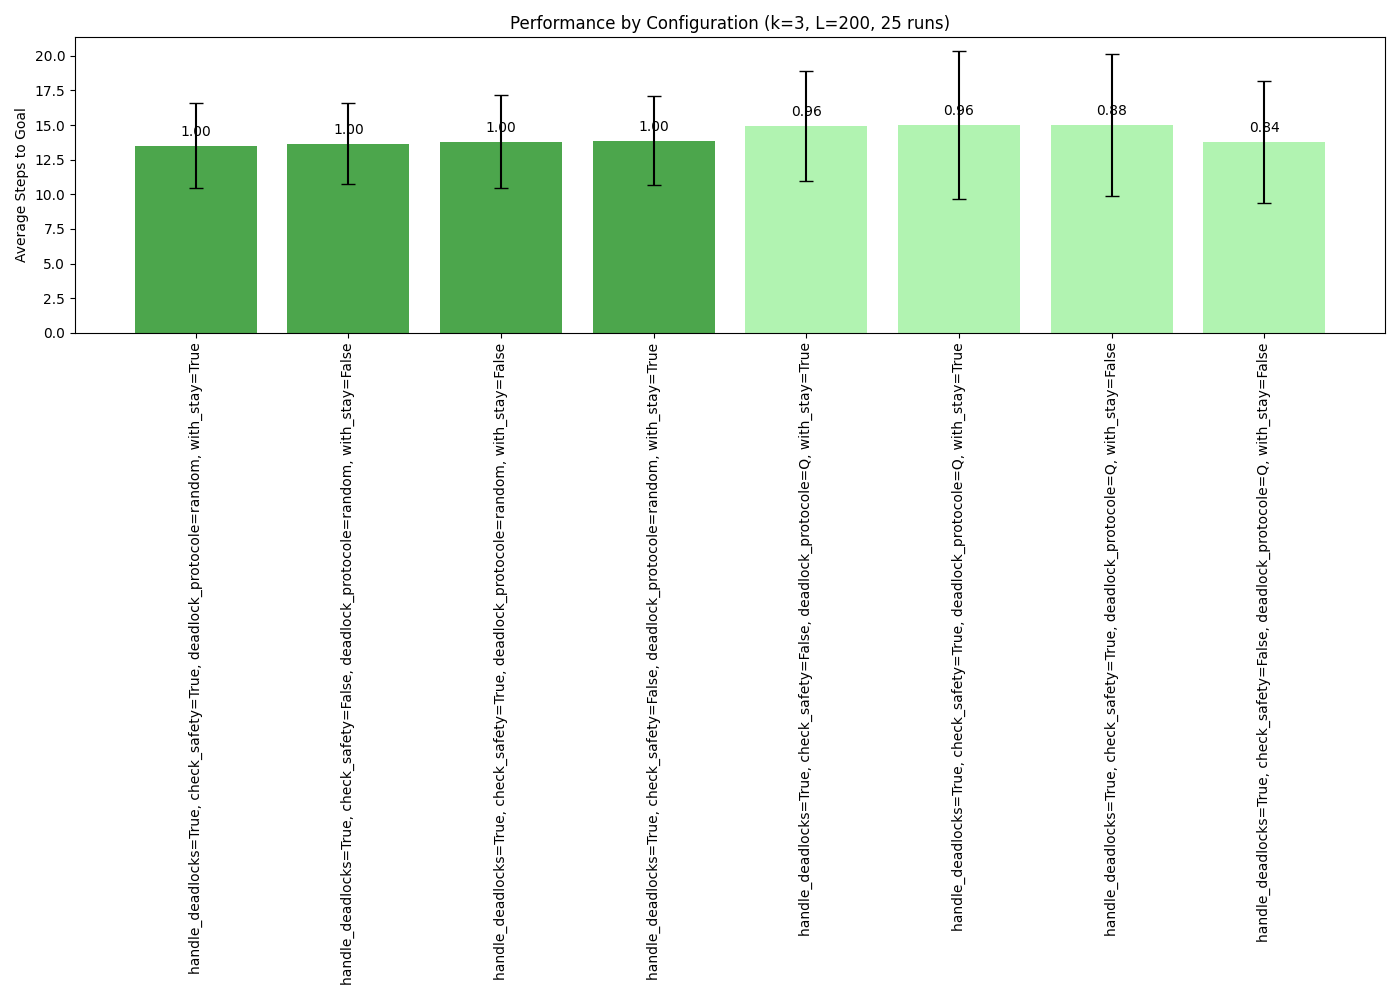 Performance by Configuration (k=3, L=200, 25 runs)
Average Steps to Goal
20.0
17.5
15.0
12.5
10.0
7.5
5.0
2.5
0.0
1.00
1.00
1.00
1.00
0.96
0.96
0.88
0.84
handle_deadlocks=True, check_safety=True, deadlock_protocole=random, with_stay=True
handle_deadlocks=True, check_safety=False, deadlock_protocole=random, with_stay=False
handle_deadlocks=True, check_safety=True, deadlock_protocole=random, with_stay=False
handle_deadlocks=True, check_safety=False, deadlock_protocole=random, with_stay=True
handle_deadlocks=True, check_safety=False, deadlock_protocole=Q, with_stay=True
handle_deadlocks=True, check_safety=True, deadlock_protocole=Q, with_stay=True
handle_deadlocks=True, check_safety=True, deadlock_protocole=Q, with_stay=False
handle_deadlocks=True, check_safety=False, deadlock_protocole=Q, with_stay=False